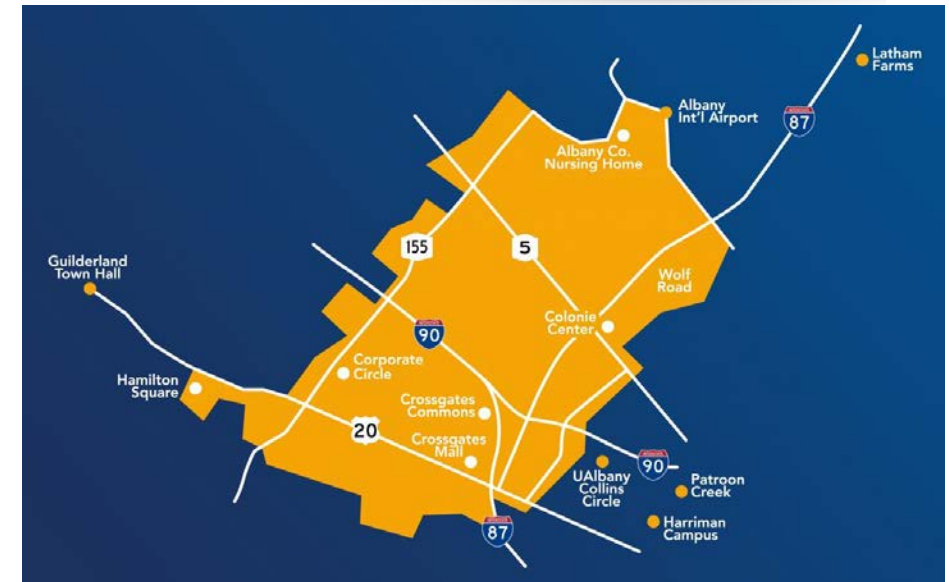 Latham
Farms
87
Albany
Int'l Airport
Albany Co.
Nursing Home
155
5
Guilderland
Town Hall
Wolf
Road
Colonie
Center
90
Corporate
Circle
Hamilton
Square
Crossgates
Commons
20
Crossgates
Mall
90
UAlbany
Collins
Circle
Patroon
Creek
Harriman
Campus
87